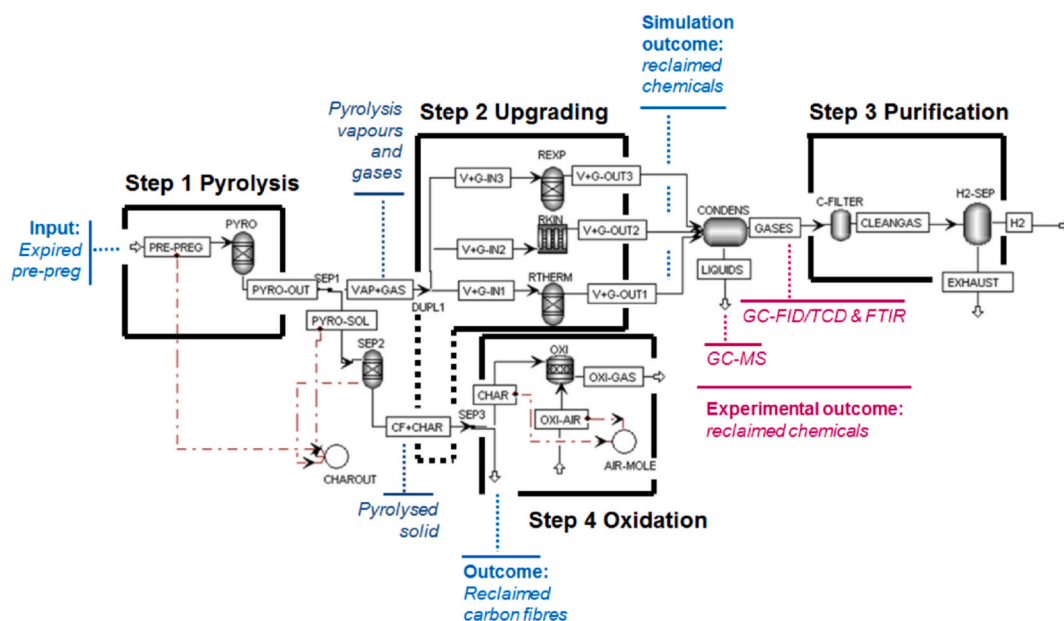 Simulation
outcome:
reclaimed
chemicals
Pyrolysis
vapours
and
gases
Step 2 Upgrading
Step 3 Purification
Step 1 Pyrolysis
Input:
Expired
pre-preg
PRE-PREG
PYRO
PYRO-OUT
SEP1
PYRO-SOL
SEP2
VAP+GAS
DUPL1
V+G-IN3
REXP
V+G-OUT3
V+G-IN2
RKIN
V+G-OUT2
V+G-IN1
RTHERM
V+G-OUT1
CONDENS
GASES
LIQUIDS
C-FILTER
CLEANGAS
H2-SEP
H2
EXHAUST
GC-FID/TCD & FTIR
GC-MS
Experimental outcome:
reclaimed chemicals
OXI
OXI-GAS
CHAR
OXI-AIR
AIR-MOLE
CF+CHAR
SEP3
CHAROUT
Pyrolysed
solid
Step 4 Oxidation
Outcome:
Reclaimed
carbon fibres